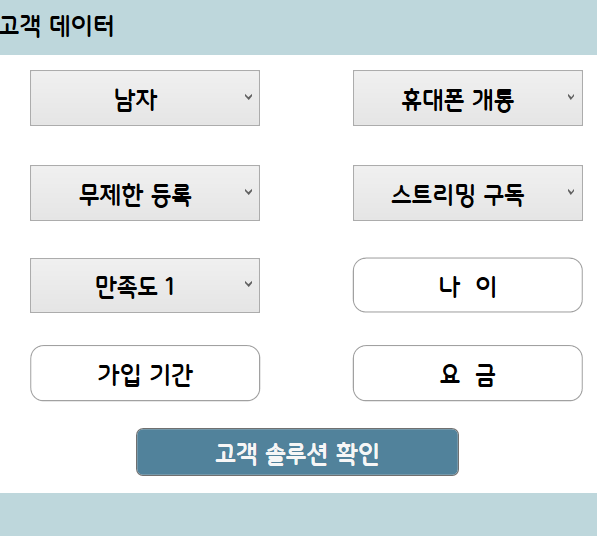 고객 데이터
남자
휴대폰 개통
무제한 등록
스트리밍 구독
만족도 1
나 이
가입 기간
요 금
고객 솔루션 확인